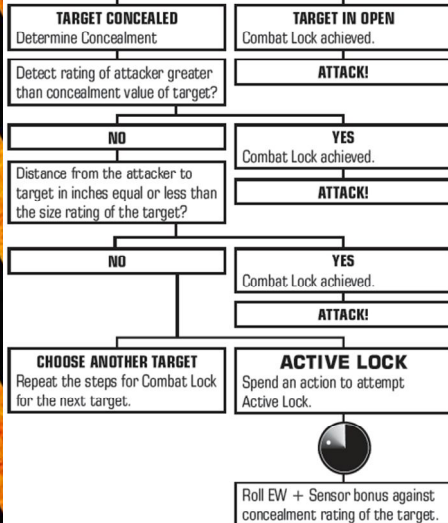 TARGET CONCEALED
Determine Concealment
TARGET IN OPEN
Combat Lock achieved.
Detect rating of attacker greater
than concealment value of target?
ATTACK!
NO
YES
Combat Lock achieved.
Distance from the attacker to
target in inches equal or less than
the size rating of the target?
ATTACK!
NO
YES
Combat Lock achieved.
ATTACK!
CHOOSE ANOTHER TARGET
Repeat the steps for Combat Lock
for the next target.
ACTIVE LOCK
Spend an action to attempt
Active Lock.
Roll EW + Sensor bonus against
concealment rating of the target.